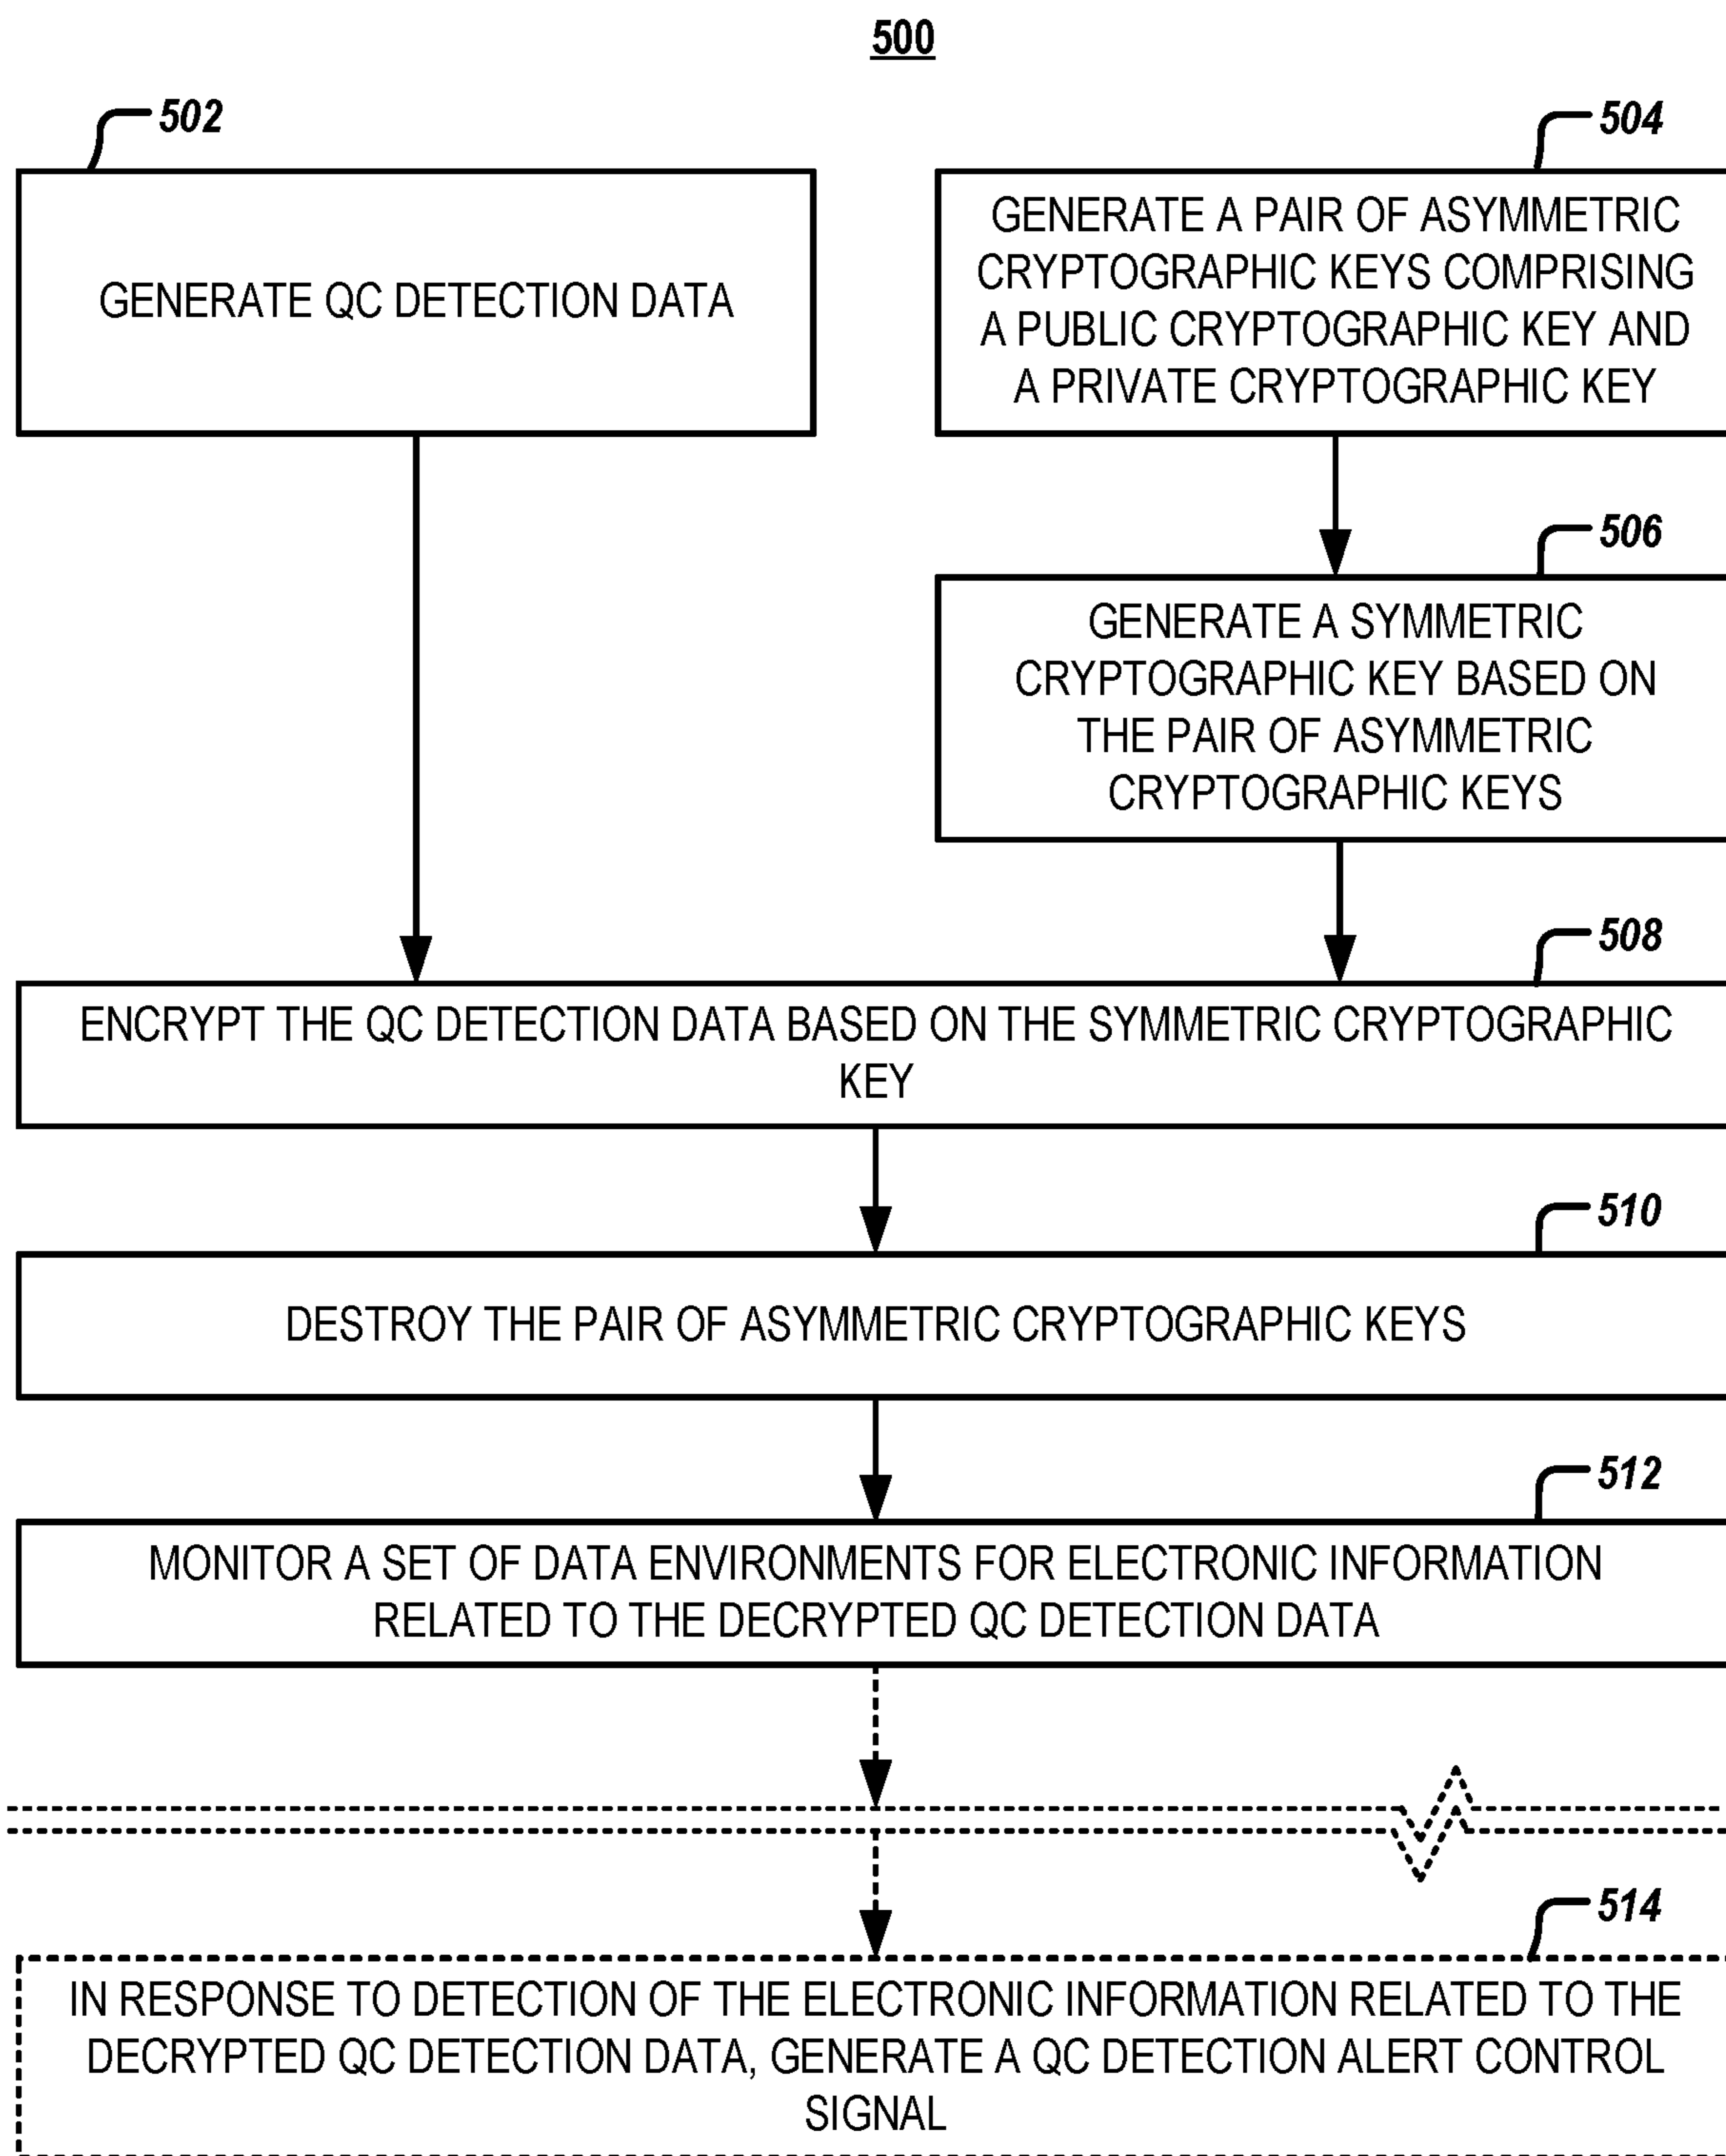 500
502
GENERATE QC DETECTION DATA
504
GENERATE A PAIR OF ASYMMETRIC
CRYPTOGRAPHIC KEYS COMPRISING
A PUBLIC CRYPTOGRAPHIC KEY AND
A PRIVATE CRYPTOGRAPHIC KEY
506
GENERATE A SYMMETRIC
CRYPTOGRAPHIC KEY BASED ON
THE PAIR OF ASYMMETRIC
CRYPTOGRAPHIC KEYS
508
ENCRYPT THE QC DETECTION DATA BASED ON THE SYMMETRIC CRYPTOGRAPHIC
KEY
510
DESTROY THE PAIR OF ASYMMETRIC CRYPTOGRAPHIC KEYS
512
MONITOR A SET OF DATA ENVIRONMENTS FOR ELECTRONIC INFORMATION
RELATED TO THE DECRYPTED QC DETECTION DATA
514
IN RESPONSE TO DETECTION OF THE ELECTRONIC INFORMATION RELATED TO THE
DECRYPTED QC DETECTION DATA, GENERATE A QC DETECTION ALERT CONTROL
SIGNAL